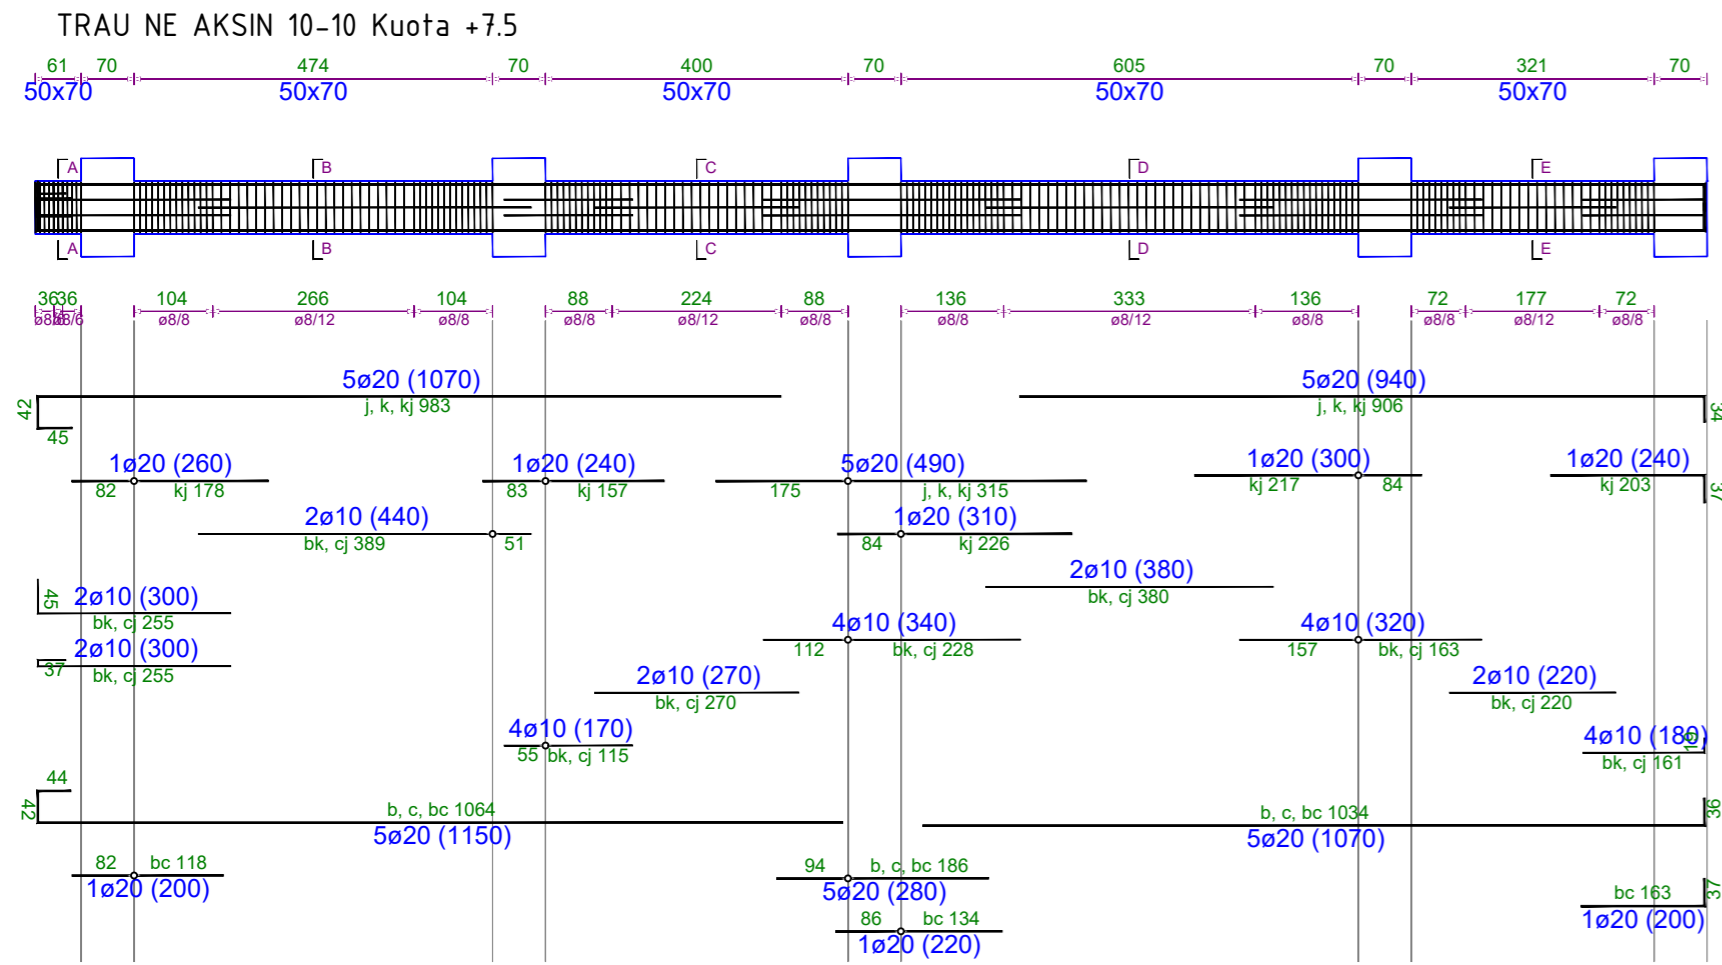 TRAU NE AKSIN 10-10 Kuota +7.5
61 70 474 70 400 70 605 70 321 70
50x70 50x70 50x70 50x70 50x70
A B C D E
A B C D E
36 36 104 266 104 88 224 88 136 333 136 72 177 72
ø8/6 ø8/8 ø8/12 ø8/8 ø8/8 ø8/12 ø8/8 ø8/8 ø8/12 ø8/8 ø8/8 ø8/12 ø8/8
5ø20 (1070) 5ø20 (940)
42 j, k, kj 983 j, k, kj 906 34
45
1ø20 (260) 1ø20 (240) 5ø20 (490) 1ø20 (300) 1ø20 (240)
82 kj 178 83 kj 157 175 j, k, kj 315 kj 217 84 kj 203 37
2ø10 (440) 1ø20 (310)
bk, cj 389 51 84 kj 226
2ø10 (380)
45 2ø10 (300) bk, cj 380
bk, cj 255
4ø10 (340) 4ø10 (320)
2ø10 (300) 112 bk, cj 228 157 bk, cj 163
37 bk, cj 255
2ø10 (270) 2ø10 (220)
bk, cj 270 bk, cj 220
4ø10 (170) 4ø10 (180)
55 bk, cj 115 bk, cj 161
44
42 b, c, bc 1064 b, c, bc 1034 36
5ø20 (1150) 5ø20 (1070)
82 bc 118 94 b, c, bc 186
1ø20 (200) 5ø20 (280) bc 163 37
86 bc 134 1ø20 (200)
1ø20 (220)